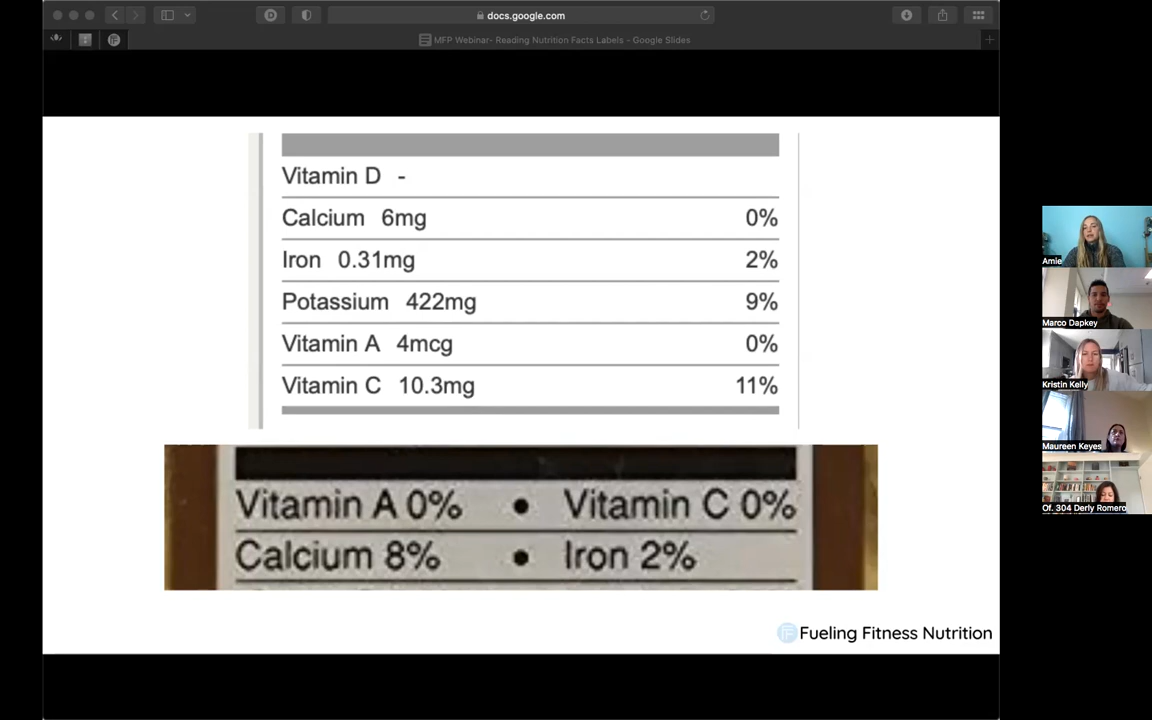 docs.google.com
MFP Webinar- Reading Nutrition Facts Labels - Google Slides
Vitamin D -
Calcium 6mg 0%
Iron 0.31mg 2%
Potassium 422mg 9%
Vitamin A 4mcg 0%
Vitamin C 10.3mg 11%
Vitamin A 0% • Vitamin C 0%
Calcium 8% • Iron 2%
Fueling Fitness Nutrition
Amie
Marco Dapkey
Kristin Kelly
Maureen Keyes
Of. 304 Derly Romero